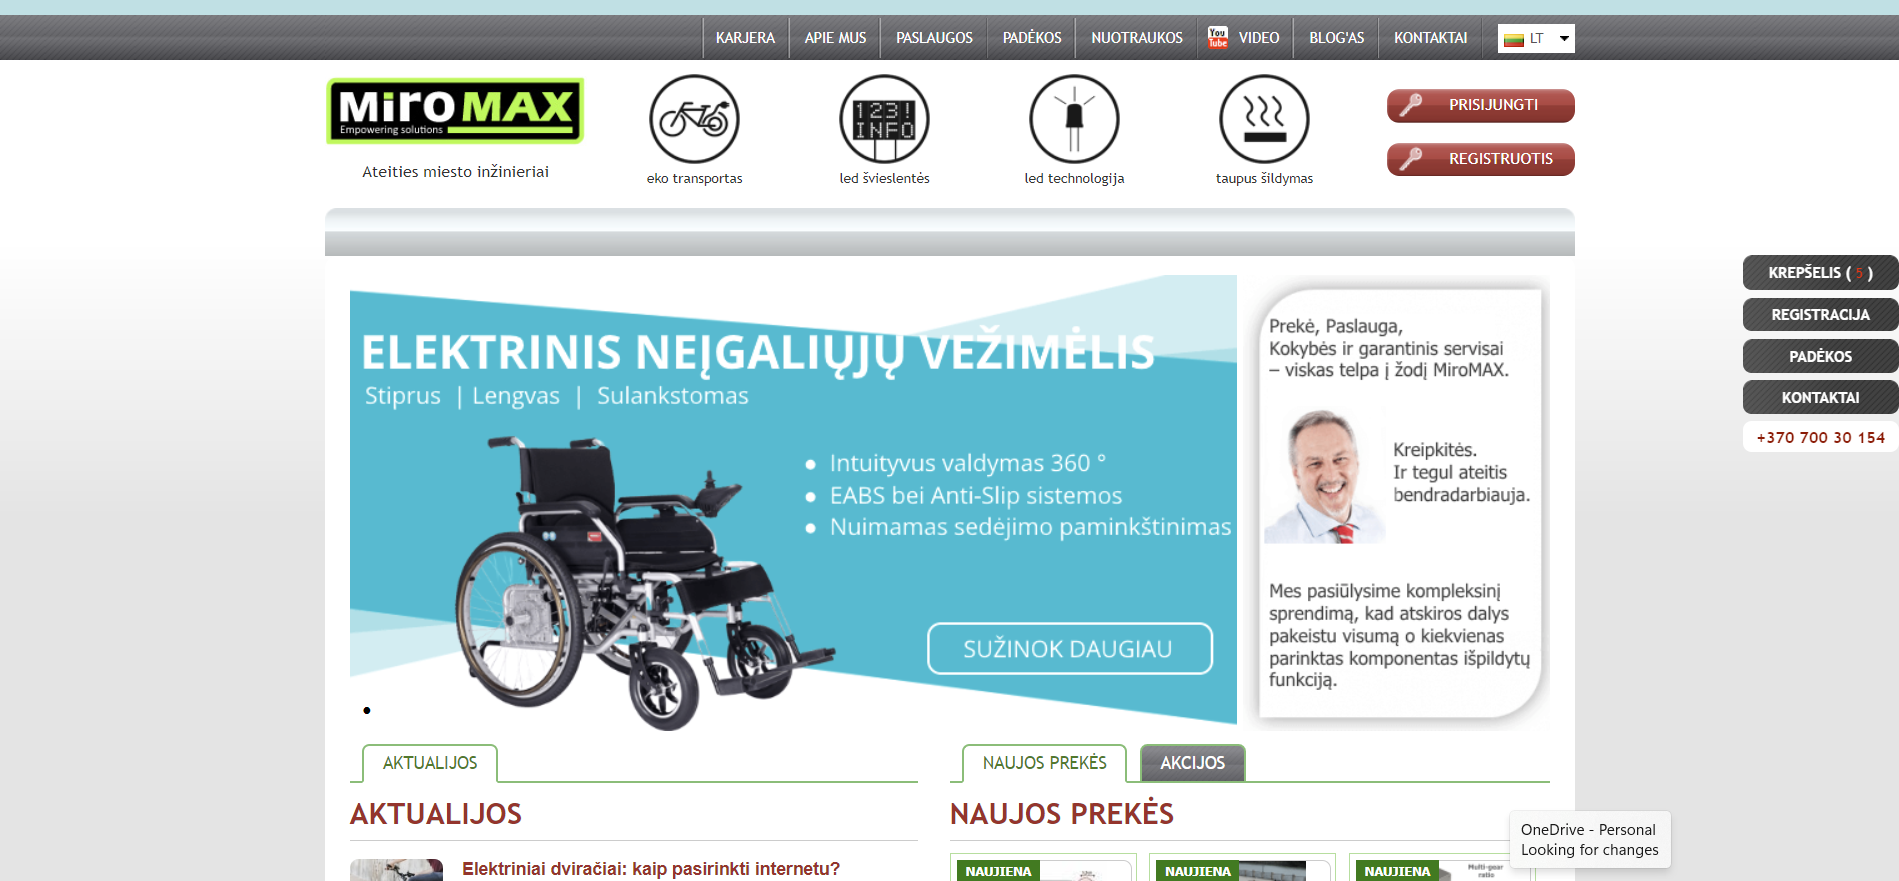 KARJERA
APIE MUS
PASLAUGOS
PADĖKOS
NUOTRAUKOS
You Tube
VIDEO
BLOG'AS
KONTAKTAI
LT
MiroMAX
Empowering solutions
Ateities miesto inžinieriai
eko transportas
123!
INFO
led švieslentės
led technologija
taupus šildymas
PRISIJUNGTI
REGISTRUOTIS
KREPŠELIS ( 5 )
REGISTRACIJA
PADĖKOS
KONTAKTAI
+370 700 30 154
ELEKTRINIS NEĮGALIŲJŲ VEŽIMĖLIS
Stiprus | Lengvas | Sulankstomas
• Intuityvus valdymas 360 °
• EABS bei Anti-Slip sistemos
• Nuimamas sedėjimo paminkštinimas
SUŽINOK DAUGIAU
Prekė, Paslauga,
Kokybės ir garantinis servisai
– viskas telpa į žodį MiroMAX.
Kreipkitės.
Ir tegul ateitis
bendradarbiauja.
Mes pasiūlysime kompleksinį
sprendimą, kad atskiros dalys
pakeistu visumą o kiekvienas
parinktas komponentas išpildytų
funkciją.
AKTUALIJOS
AKTUALIJOS
Elektriniai dviračiai: kaip pasirinkti internetu?
NAUJOS PREKĖS
AKCIJOS
NAUJOS PREKĖS
NAUJIENA
NAUJIENA
NAUJIENA
Multi-gear
ratio
OneDrive - Personal
Looking for changes